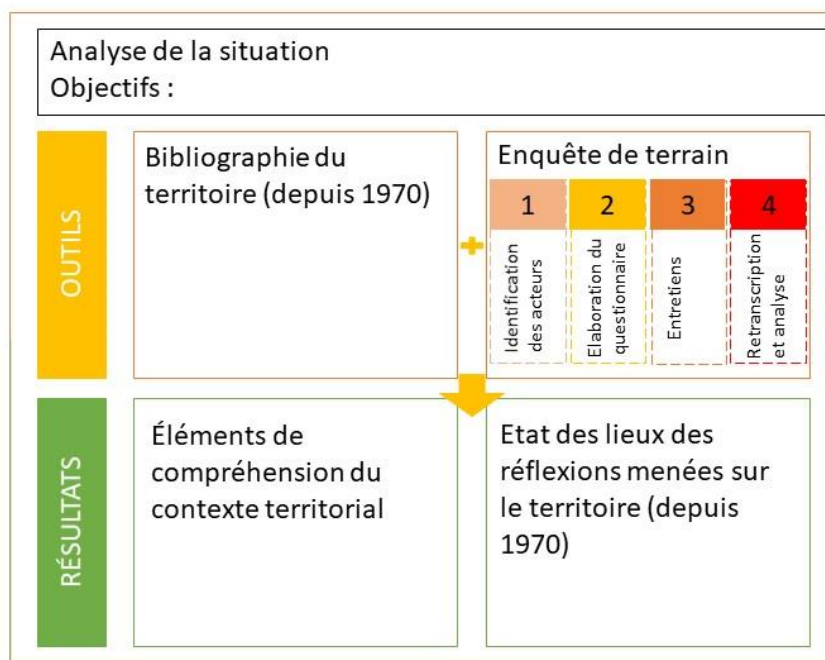 Analyse de la situation
Objectifs :
OUTILS
Bibliographie du
territoire (depuis 1970)
+
Enquête de terrain
1
2
3
4
Identification
des acteurs
Elaboration du
questionnaire
Entretiens
Retranscription
et analyse
RÉSULTATS
Éléments de
compréhension du
contexte territorial
Etat des lieux des
réflexions menées sur
le territoire (depuis
1970)